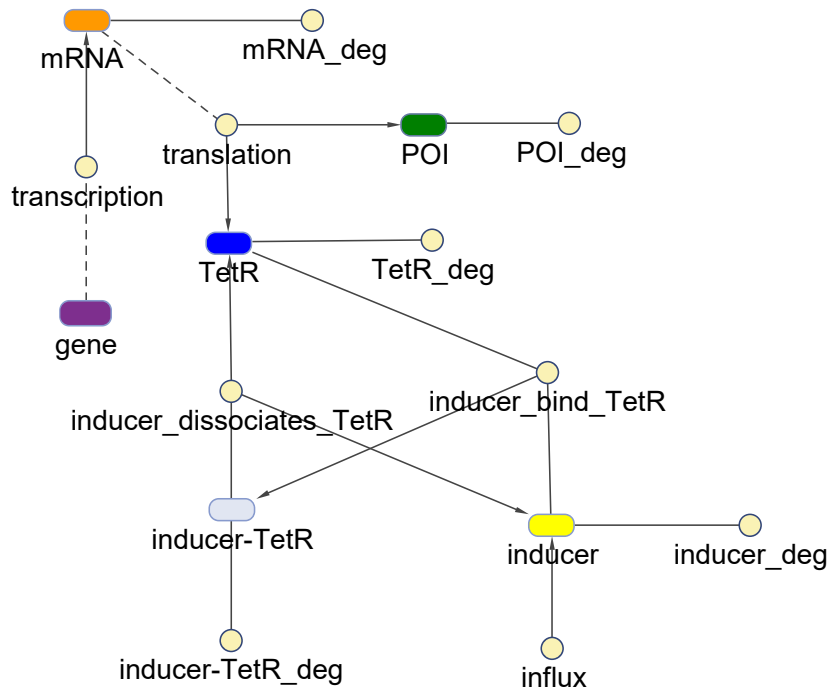 mRNA
mRNA_deg
translation
POI
POI_deg
transcription
TetR
TetR_deg
gene
inducer_dissociates_TetR
inducer_bind_TetR
inducer-TetR
inducer
inducer_deg
inducer-TetR_deg
influx